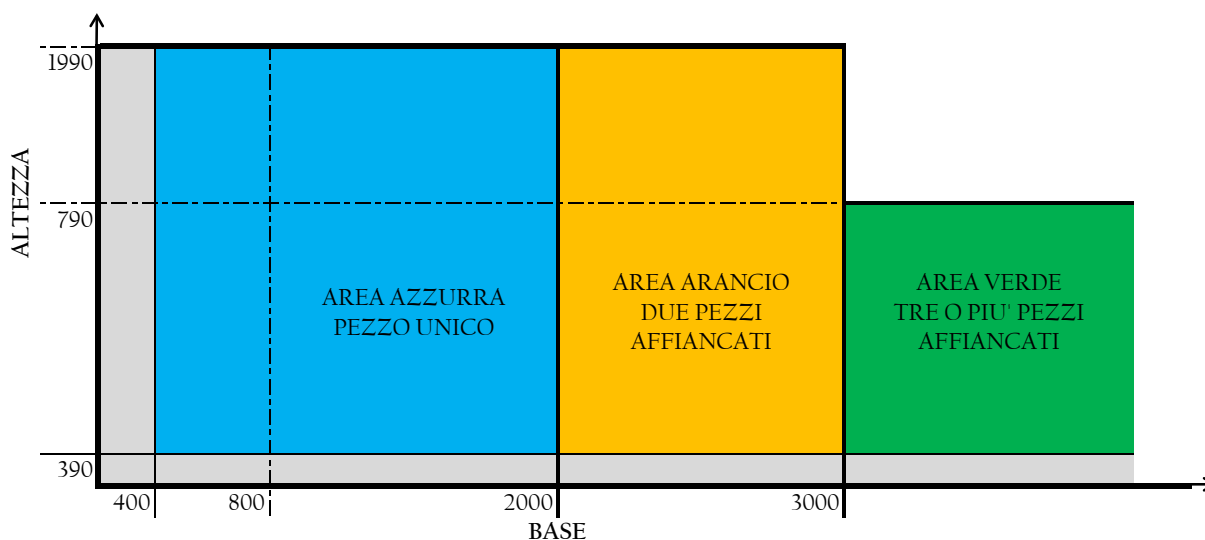 1990
790
ALTEZZA
AREA AZZURRA
PEZZO UNICO
AREA ARANCIO
DUE PEZZI
AFFIANCATI
AREA VERDE
TRE O PIU' PEZZI
AFFIANCATI
390
400
800
2000
3000
BASE